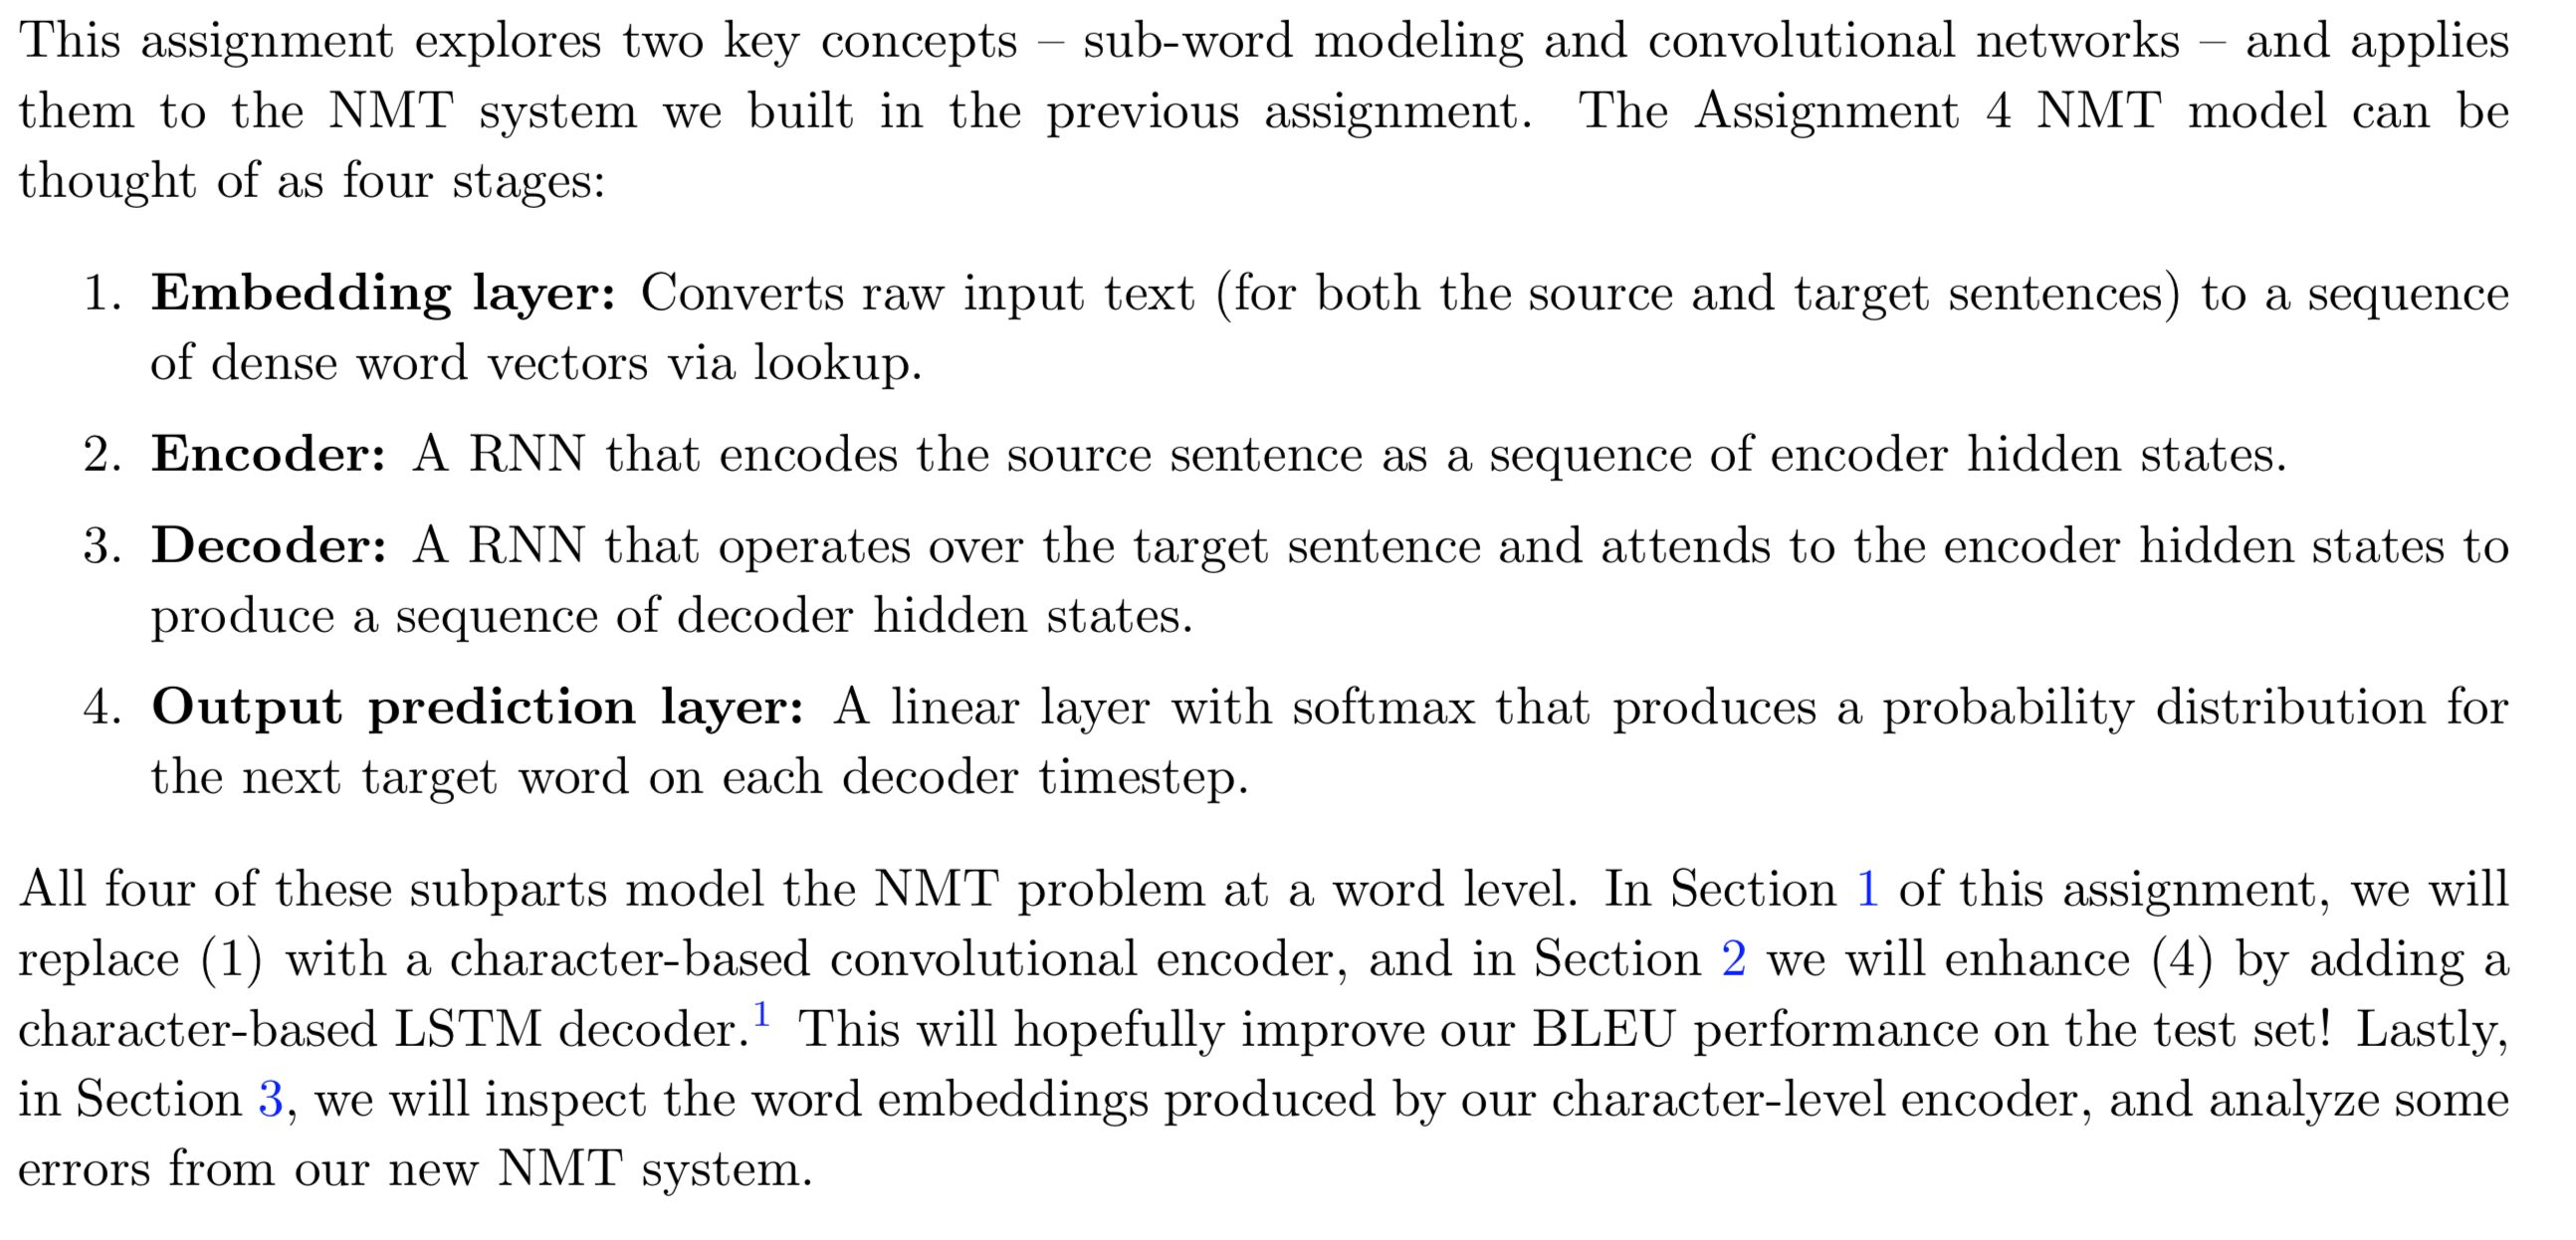 This assignment explores two key concepts – sub-word modeling and convolutional networks – and applies
them to the NMT system we built in the previous assignment. The Assignment 4 NMT model can be
thought of as four stages:
1. Embedding layer: Converts raw input text (for both the source and target sentences) to a sequence
of dense word vectors via lookup.
2. Encoder: A RNN that encodes the source sentence as a sequence of encoder hidden states.
3. Decoder: A RNN that operates over the target sentence and attends to the encoder hidden states to
produce a sequence of decoder hidden states.
4. Output prediction layer: A linear layer with softmax that produces a probability distribution for
the next target word on each decoder timestep.
All four of these subparts model the NMT problem at a word level. In Section 1 of this assignment, we will
replace (1) with a character-based convolutional encoder, and in Section 2 we will enhance (4) by adding a
character-based LSTM decoder.1 This will hopefully improve our BLEU performance on the test set! Lastly,
in Section 3, we will inspect the word embeddings produced by our character-level encoder, and analyze some
errors from our new NMT system.